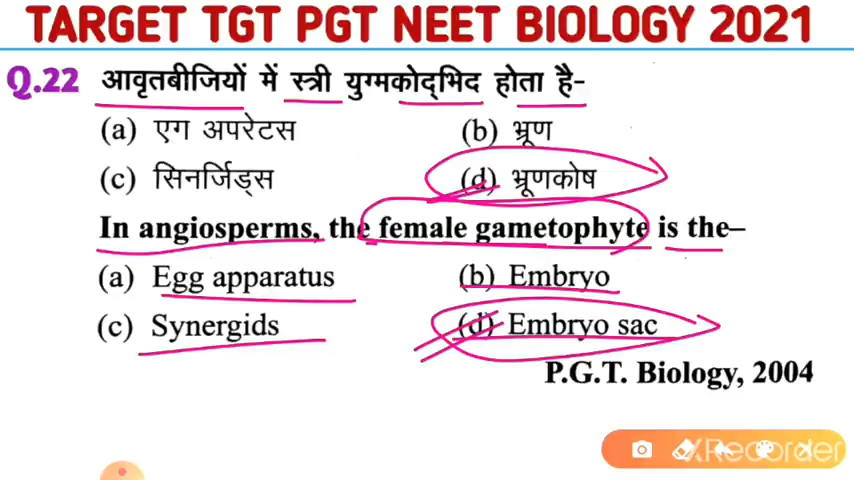 TARGET TGT PGT NEET BIOLOGY 2021
Q.22 आवृतबीजियों में स्त्री युग्मकोद्भिद होता है-
(a) एग अपरेटस (b) भ्रूण
(c) सिनर्जिड्स (d) भ्रूणकोष
In angiosperms, the female gametophyte is the–
(a) Egg apparatus (b) Embryo
(c) Synergids (d) Embryo sac
P.G.T. Biology, 2004
XRecorder